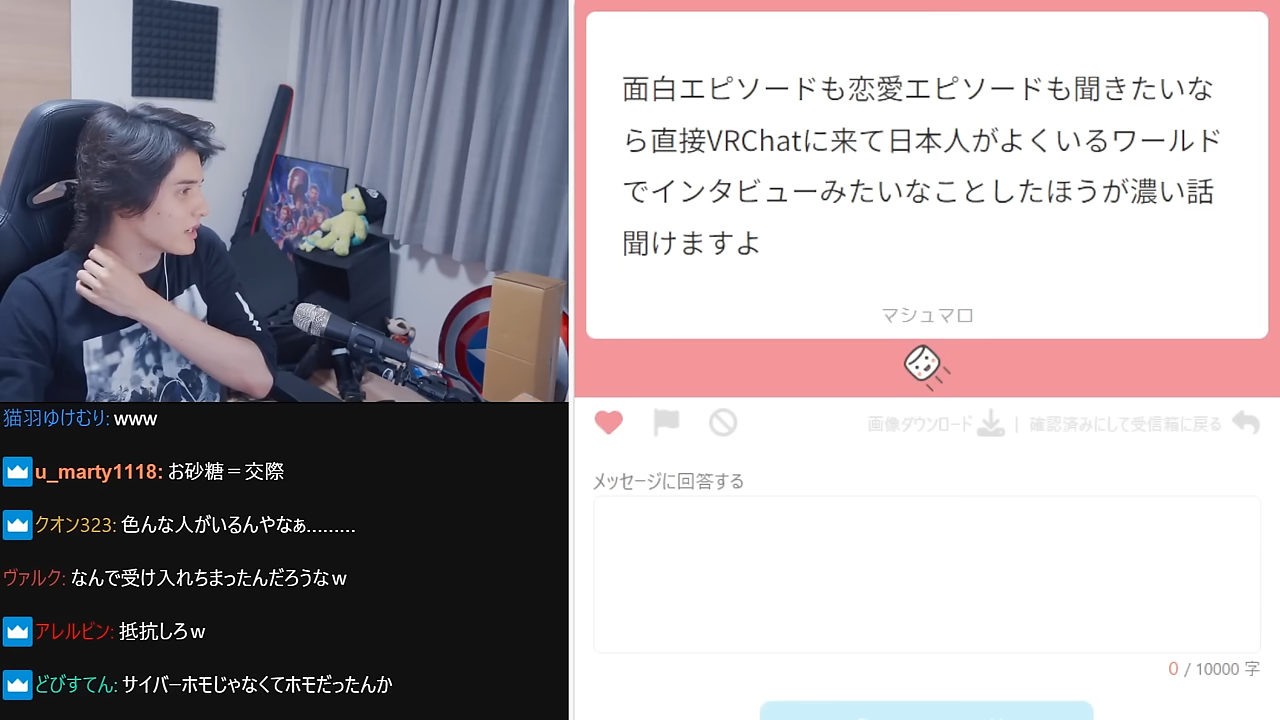 面白エピソードも恋愛エピソードも聞きたいな
ら直接VRChatに来て日本人がよくいるワールド
でインタビューみたいなことしたほうが濃い話
聞けますよ
マシュマロ
画像ダウンロード | 確認済みにして受信箱に戻る
メッセージに回答する
0 / 10000 字
猫羽ゆけむり: www
u_marty1118: お砂糖＝交際
クオン323: 色んな人がいるんやなぁ.........
ヴァルク: なんで受け入れちまったんだろうなｗ
アレルビン: 抵抗しろｗ
どびすてん: サイバーホモじゃなくてホモだったんか